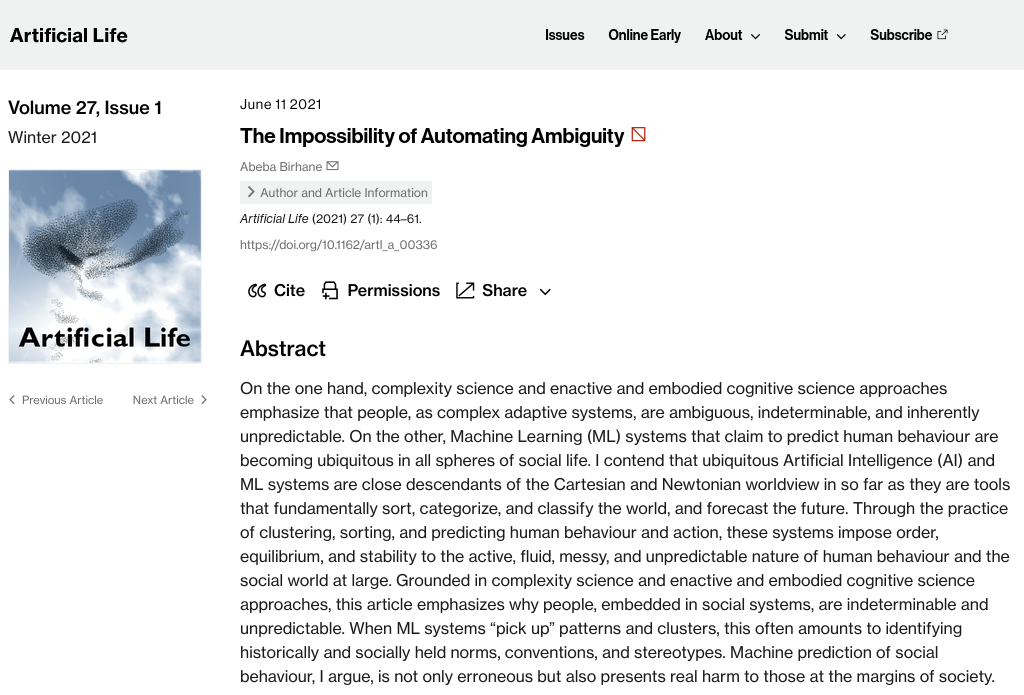 Artificial Life
Issues Online Early About Submit Subscribe
Volume 27, Issue 1
Winter 2021
Artificial Life
Previous Article Next Article
June 11 2021
The Impossibility of Automating Ambiguity
Abeba Birhane
Author and Article Information
Artificial Life (2021) 27 (1): 44–61.
https://doi.org/10.1162/artl_a_00336
Cite Permissions Share
Abstract
On the one hand, complexity science and enactive and embodied cognitive science approaches
emphasize that people, as complex adaptive systems, are ambiguous, indeterminable, and inherently
unpredictable. On the other, Machine Learning (ML) systems that claim to predict human behaviour are
becoming ubiquitous in all spheres of social life. I contend that ubiquitous Artificial Intelligence (AI) and
ML systems are close descendants of the Cartesian and Newtonian worldview in so far as they are tools
that fundamentally sort, categorize, and classify the world, and forecast the future. Through the practice
of clustering, sorting, and predicting human behaviour and action, these systems impose order,
equilibrium, and stability to the active, fluid, messy, and unpredictable nature of human behaviour and the
social world at large. Grounded in complexity science and enactive and embodied cognitive science
approaches, this article emphasizes why people, embedded in social systems, are indeterminable and
unpredictable. When ML systems “pick up” patterns and clusters, this often amounts to identifying
historically and socially held norms, conventions, and stereotypes. Machine prediction of social
behaviour, I argue, is not only erroneous but also presents real harm to those at the margins of society.